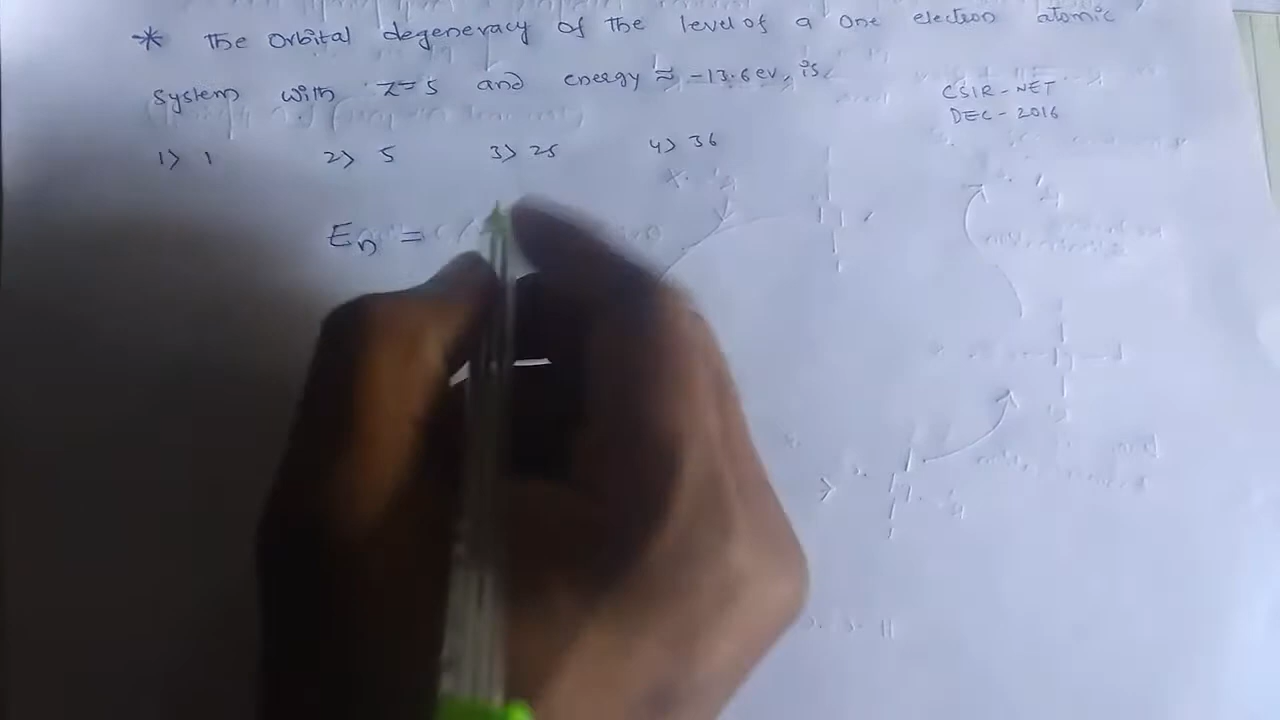 * The Orbital degeneracy of the level of a one electron atomic
system with z=5 and energy ≈ -13.6 ev, is
CSIR-NET
DEC-2016
1) 1 2) 5 3) 25 4) 36
En =